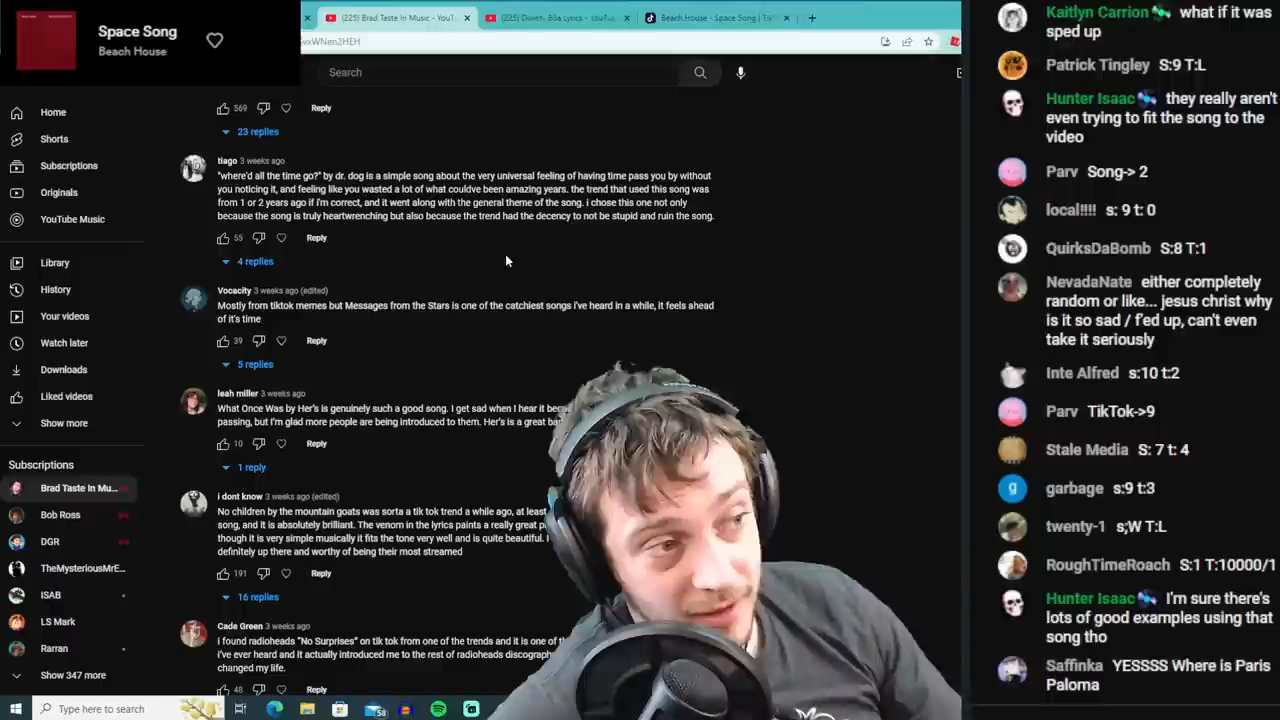 Space Song
Beach House
(225) Brad Taste In Music - YouT
(225) Duvet- Bôa Lyrics - YouTub
Beach House - Space Song | Tik
vxWNen2HEH
Search
Home
Shorts
Subscriptions
Originals
YouTube Music
Library
History
Your videos
Watch later
Downloads
Liked videos
Show more
Subscriptions
Brad Taste In Mu...
Bob Ross
DGR
TheMysteriousMrE...
ISAB
LS Mark
Rarran
Show 347 more
569 Reply
23 replies
tiago 3 weeks ago
"where'd all the time go?" by dr. dog is a simple song about the very universal feeling of having time pass you by without
you noticing it, and feeling like you wasted a lot of what couldve been amazing years. the trend that used this song was
from 1 or 2 years ago if i'm correct, and it went along with the general theme of the song. i chose this one not only
because the song is truly heartwrenching but also because the trend had the decency to not be stupid and ruin the song.
55 Reply
4 replies
Vocacity 3 weeks ago (edited)
Mostly from tiktok memes but Messages from the Stars is one of the catchiest songs i've heard in a while, it feels ahead
of it's time
39 Reply
5 replies
leah miller 3 weeks ago
What Once Was by Her's is genuinely such a good song. I get sad when I hear it
passing, but I'm glad more people are being introduced to them. Her's is a great
10 Reply
1 reply
i dont know 3 weeks ago (edited)
No children by the mountain goats was sorta a tik tok trend a while ago, at least
song, and it is absolutely brilliant. The venom in the lyrics paints a really great
though it is very simple musically it fits the tone very well and is quite beautiful.
definitely up there and worthy of being their most streamed
191 Reply
16 replies
Cade Green 3 weeks ago
i found radioheads "No Surprises" on tik tok from one of the trends and it is one of
i've ever heard and it actually introduced me to the rest of radioheads
changed my life.
48 Reply
Type here to search
58
Kaitlyn Carrion what if it was
sped up
Patrick Tingley S:9 T:L
Hunter Isaac they really aren't
even trying to fit the song to the
video
Parv Song-> 2
local!!!! s: 9 t: 0
QuirksDaBomb S:8 T:1
NevadaNate either completely
random or like... jesus christ why
is it so sad / f'ed up, can't even
take it seriously
Inte Alfred s:10 t:2
Parv TikTok->9
Stale Media S: 7 t: 4
garbage s:9 t:3
twenty-1 s;W T:L
RoughTimeRoach S:1 T:10000/1
Hunter Isaac I'm sure there's
lots of good examples using that
song tho
Saffinka YESSSS Where is Paris
Paloma